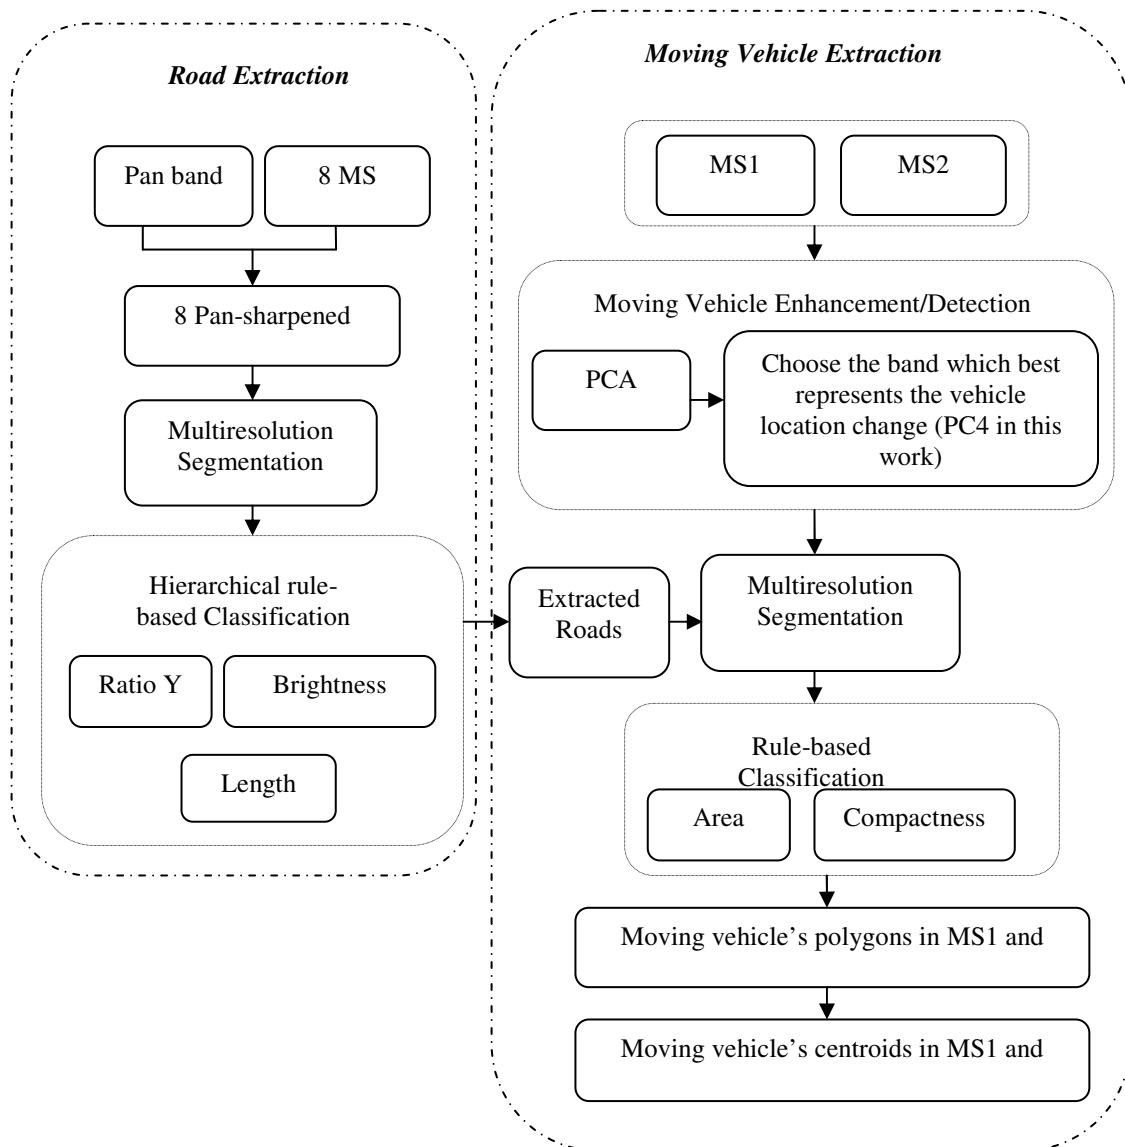 Road Extraction
Pan band
8 MS
8 Pan-sharpened
Multiresolution
Segmentation
Hierarchical rule-
based Classification
Ratio Y
Brightness
Length
Moving Vehicle Extraction
MS1
MS2
Moving Vehicle Enhancement/Detection
PCA
Choose the band which best
represents the vehicle
location change (PC4 in this
work)
Extracted
Roads
Multiresolution
Segmentation
Rule-based
Classification
Area
Compactness
Moving vehicle's polygons in MS1 and
Moving vehicle's centroids in MS1 and